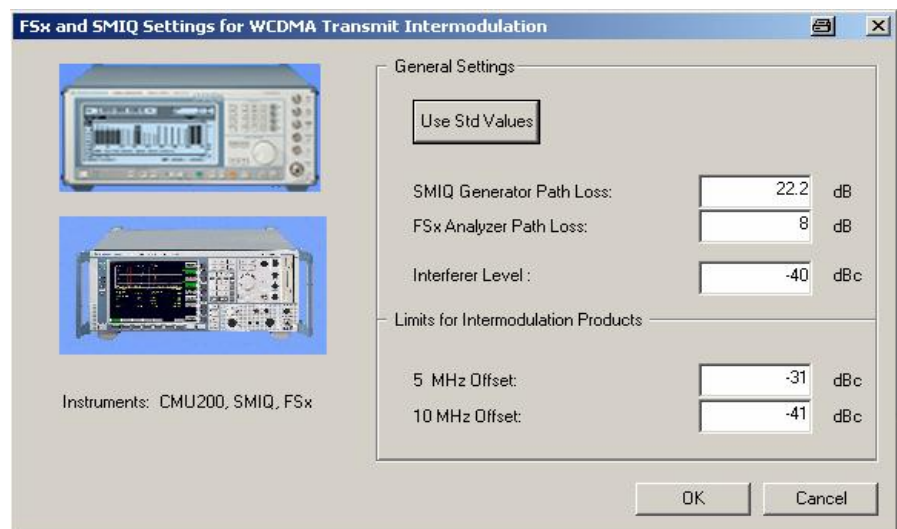 FSx and SMIQ Settings for WCDMA Transmit Intermodulation
General Settings
Use Std Values
SMIQ Generator Path Loss: 22.2 dB
FSx Analyzer Path Loss: 8 dB
Interferer Level : -40 dBc
Limits for Intermodulation Products
5 MHz Offset: -31 dBc
10 MHz Offset: -41 dBc
Instruments: CMU200, SMIQ, FSx
OK Cancel